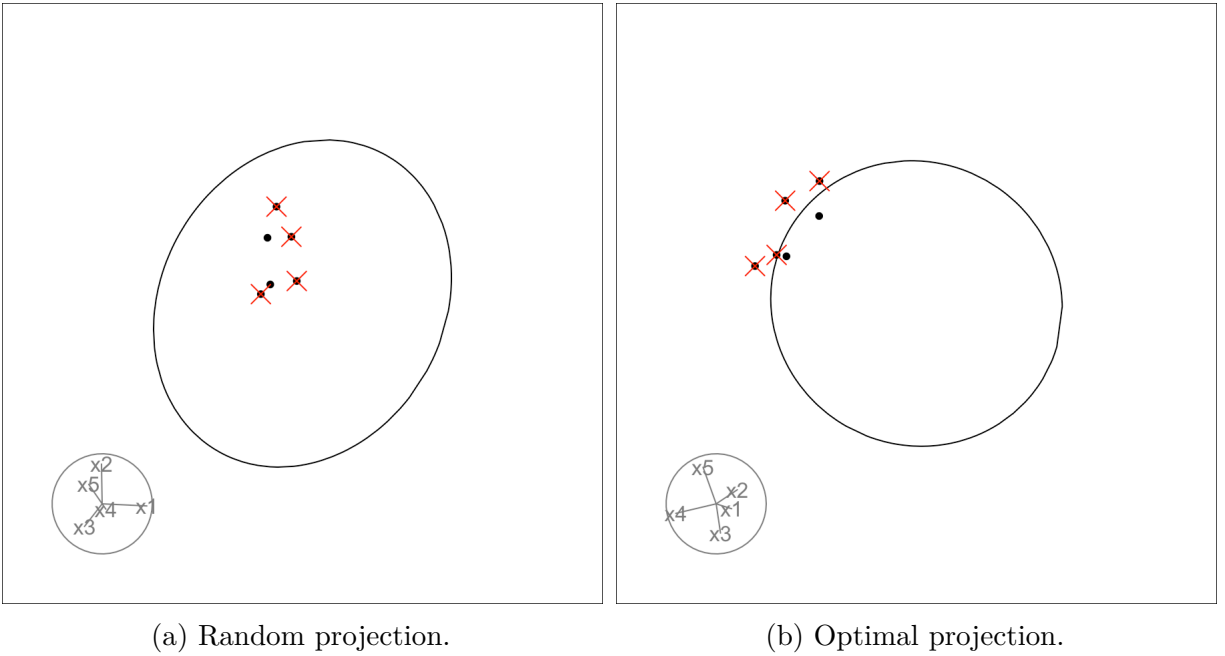 x2
x5
x1
x4
x3
x5
x2
x4
x1
x3
(a) Random projection.
(b) Optimal projection.